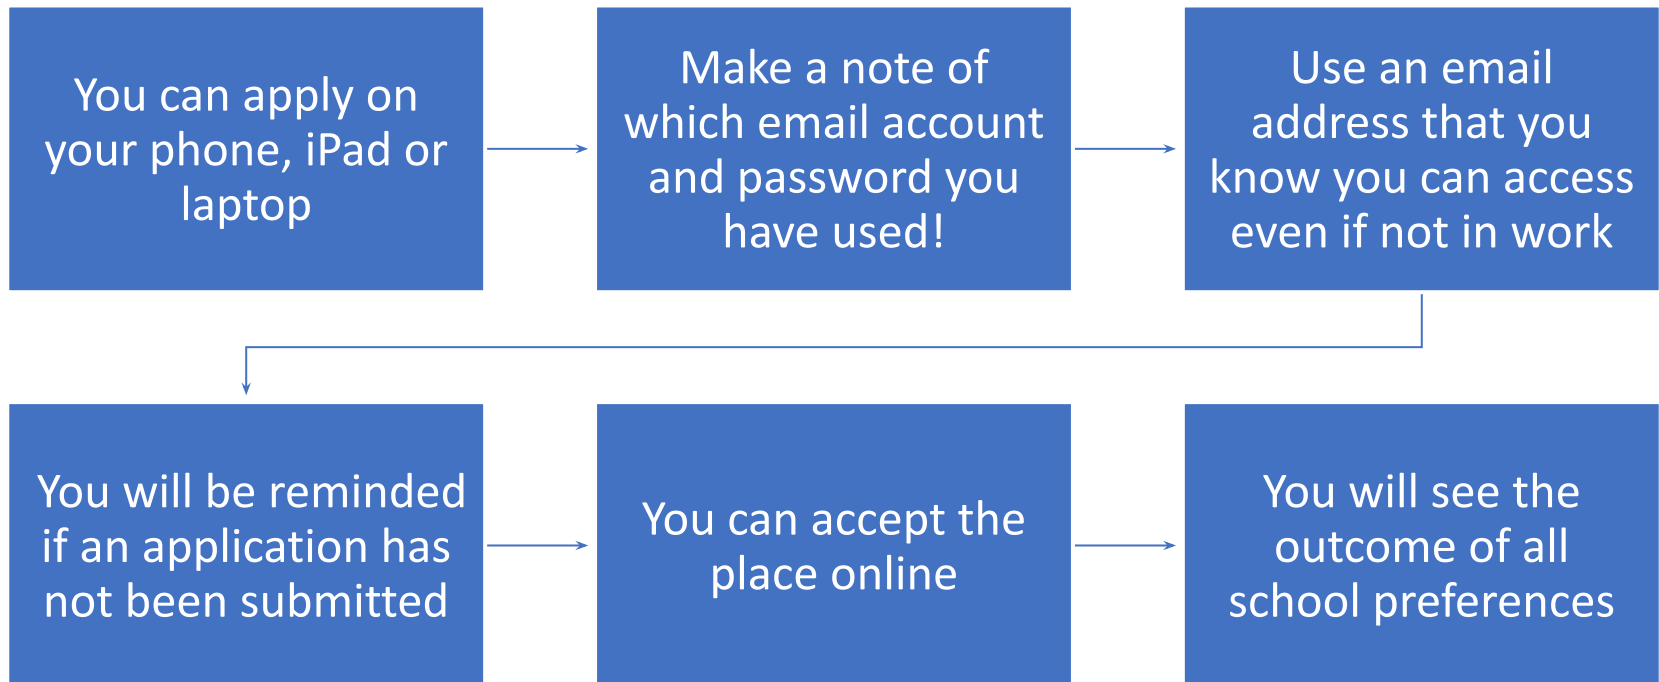 You can apply on
your phone, iPad or
laptop
Make a note of
which email account
and password you
have used!
Use an email
address that you
know you can access
even if not in work
You will be reminded
if an application has
not been submitted
You can accept the
place online
You will see the
outcome of all
school preferences